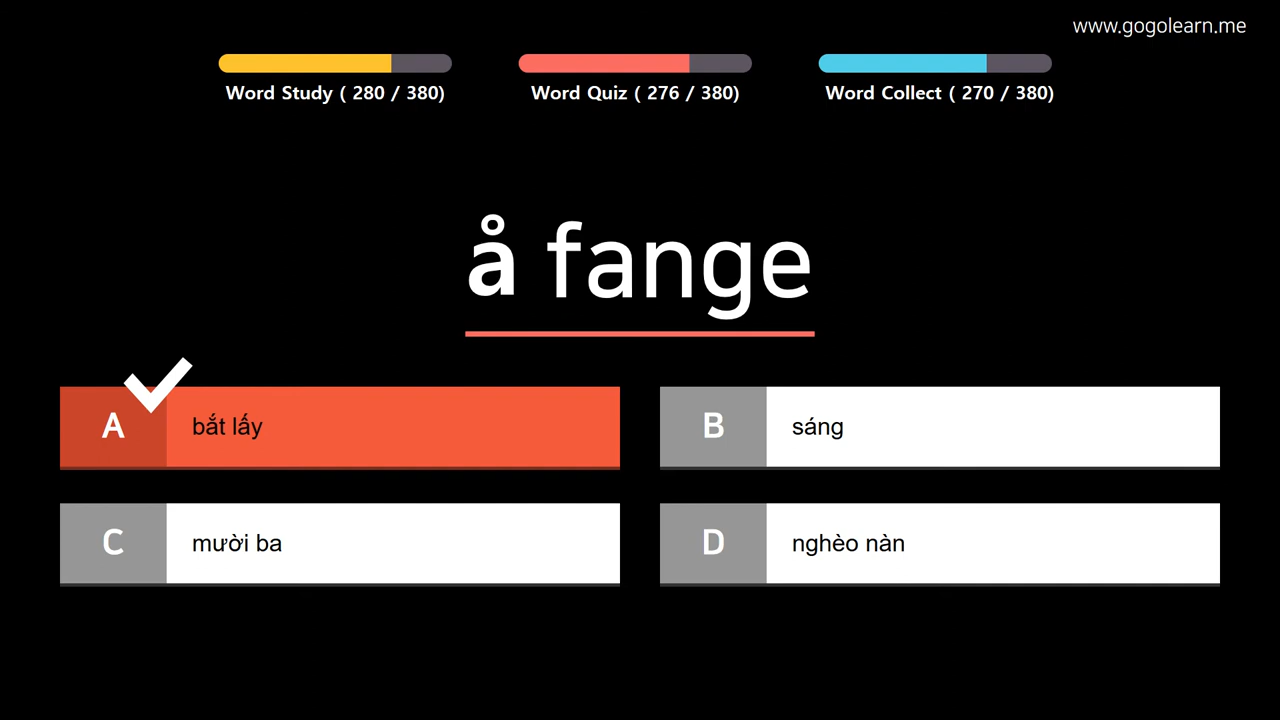 www.gogolearn.me
Word Study ( 280 / 380)
Word Quiz ( 276 / 380)
Word Collect ( 270 / 380)
å fange
A bắt lấy
B sáng
C mười ba
D nghèo nàn